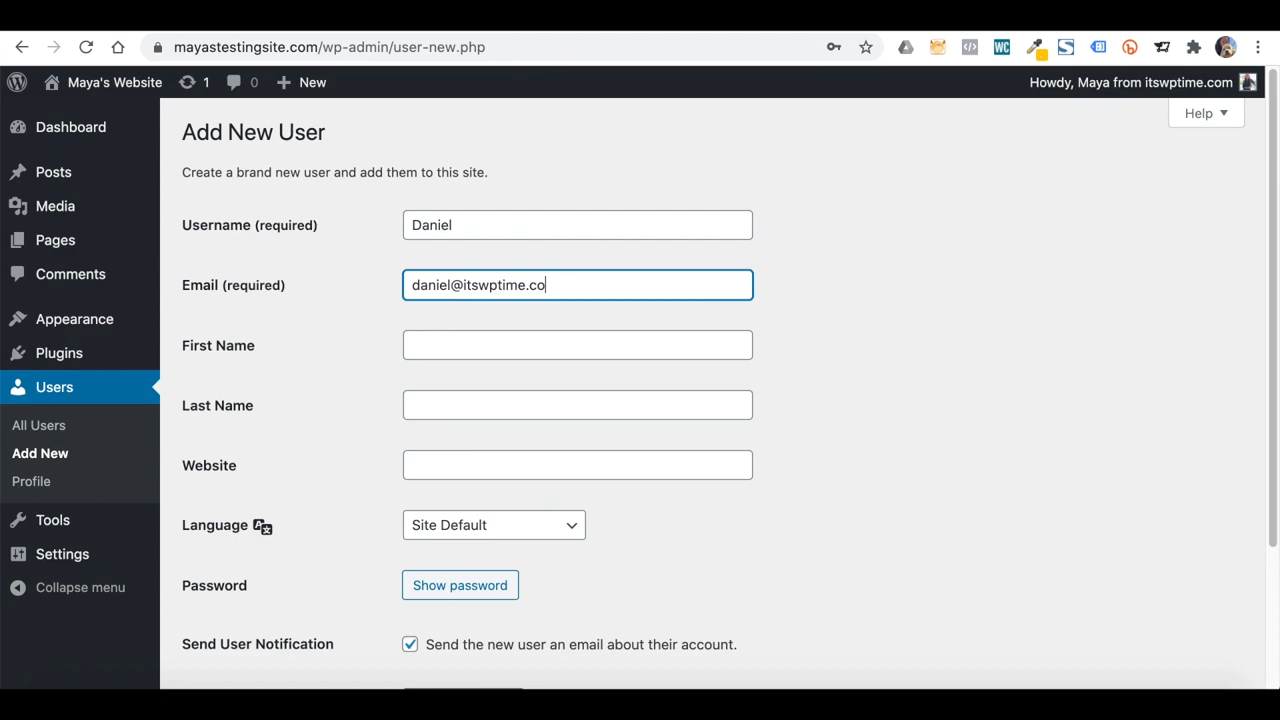 mayastestingsite.com/wp-admin/user-new.php
WC
Maya's Website 1 0 New Howdy, Maya from itswptime.com
Help
Dashboard
Posts
Media
Pages
Comments
Appearance
Plugins
Users
All Users
Add New
Profile
Tools
Settings
Collapse menu
Add New User
Create a brand new user and add them to this site.
Username (required) Daniel
Email (required) daniel@itswptime.co
First Name
Last Name
Website
Language Site Default
Password Show password
Send User Notification Send the new user an email about their account.